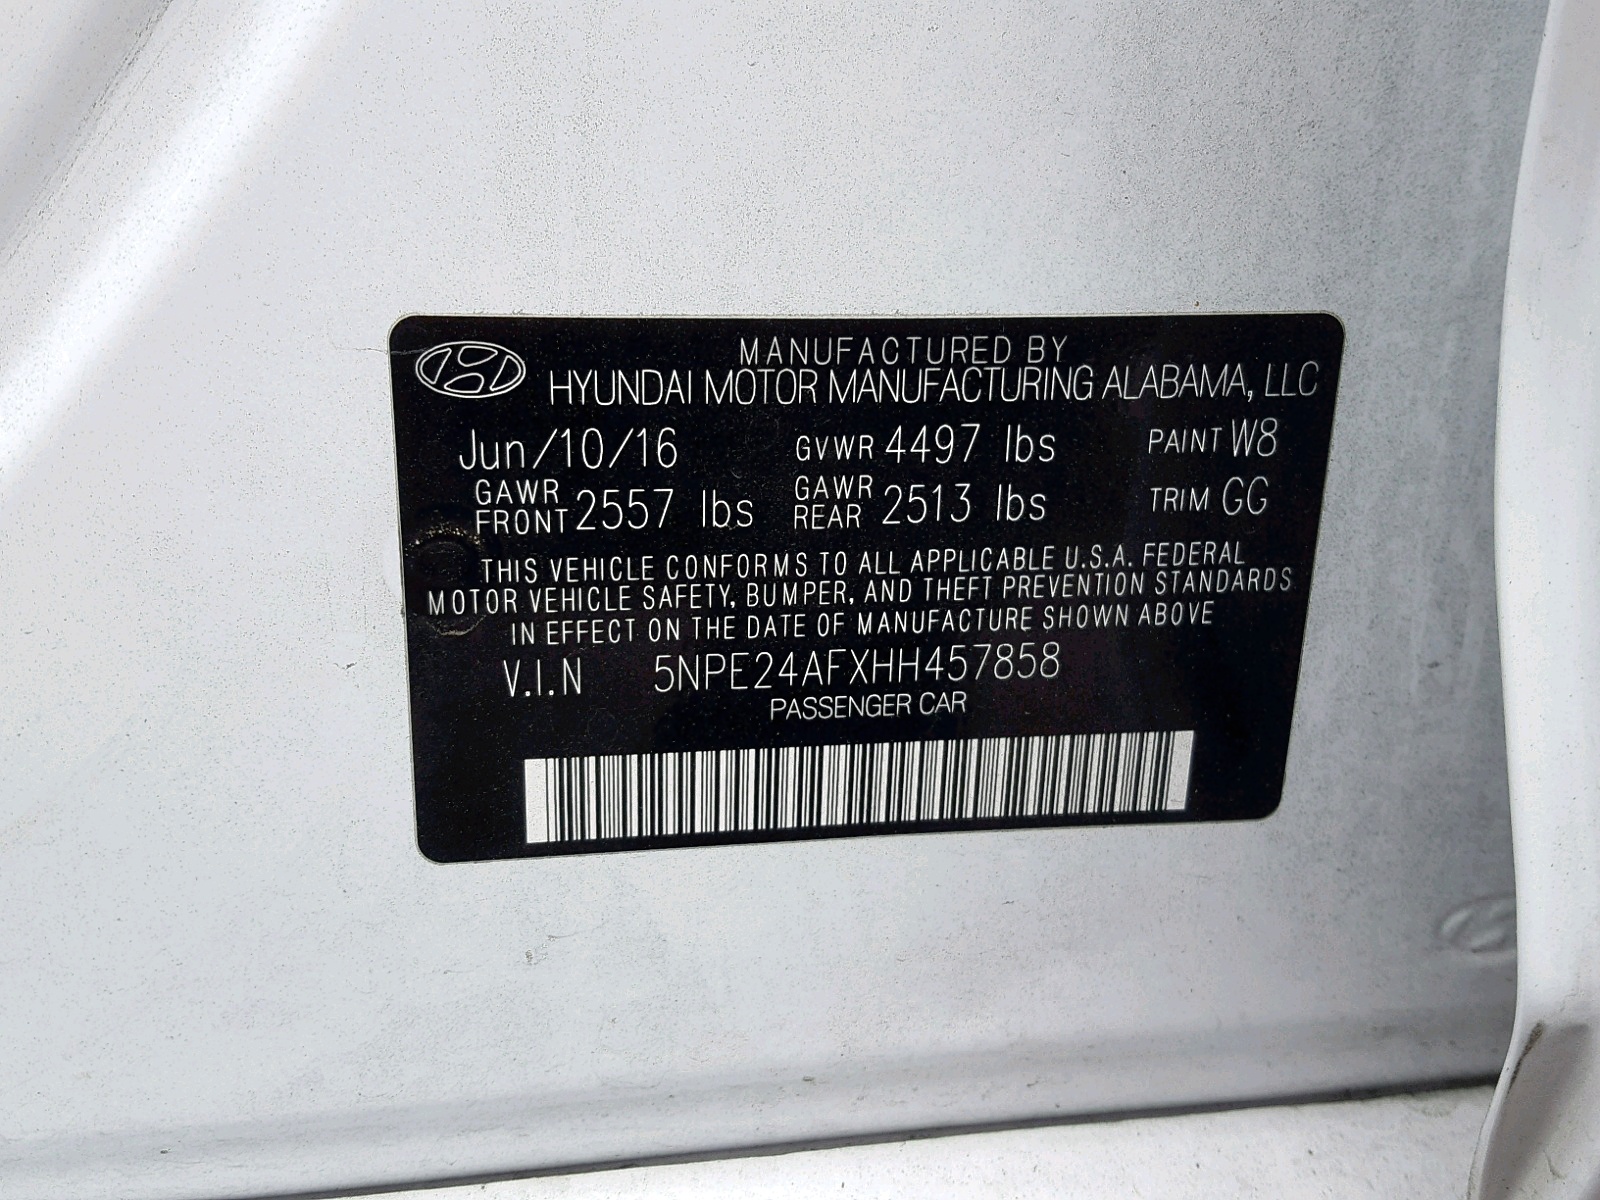 MANUFACTURED BY
HYUNDAI MOTOR MANUFACTURING ALABAMA, LLC
Jun/10/16 GVWR 4497 lbs PAINT W8
GAWR FRONT 2557 lbs GAWR REAR 2513 lbs TRIM GG
THIS VEHICLE CONFORMS TO ALL APPLICABLE U.S.A. FEDERAL
MOTOR VEHICLE SAFETY, BUMPER, AND THEFT PREVENTION STANDARDS
IN EFFECT ON THE DATE OF MANUFACTURE SHOWN ABOVE
V.I.N 5NPE24AFXHH457858
PASSENGER CAR